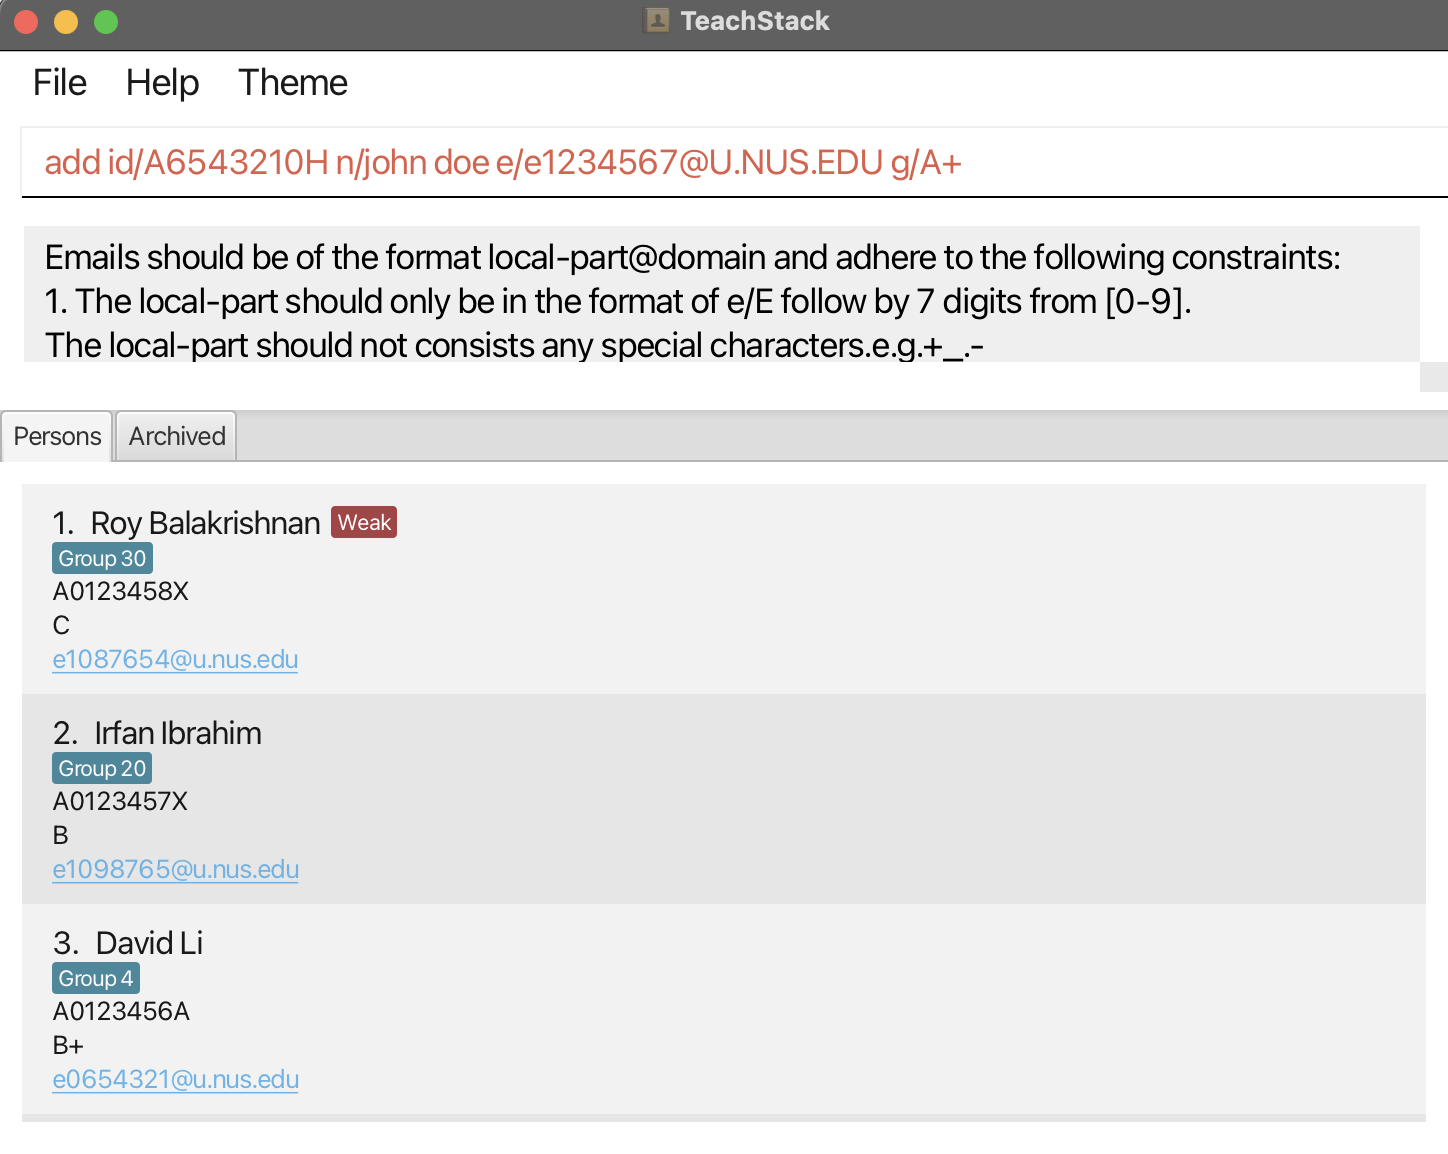 TeachStack
File Help Theme
add id/A6543210H n/john doe e/e1234567@U.NUS.EDU g/A+
Emails should be of the format local-part@domain and adhere to the following constraints:
1. The local-part should only be in the format of e/E follow by 7 digits from [0-9].
The local-part should not consists any special characters.e.g.+_.-
Persons Archived
1. Roy Balakrishnan Weak
Group 30
A0123458X
C
e1087654@u.nus.edu
2. Irfan Ibrahim
Group 20
A0123457X
B
e1098765@u.nus.edu
3. David Li
Group 4
A0123456A
B+
e0654321@u.nus.edu